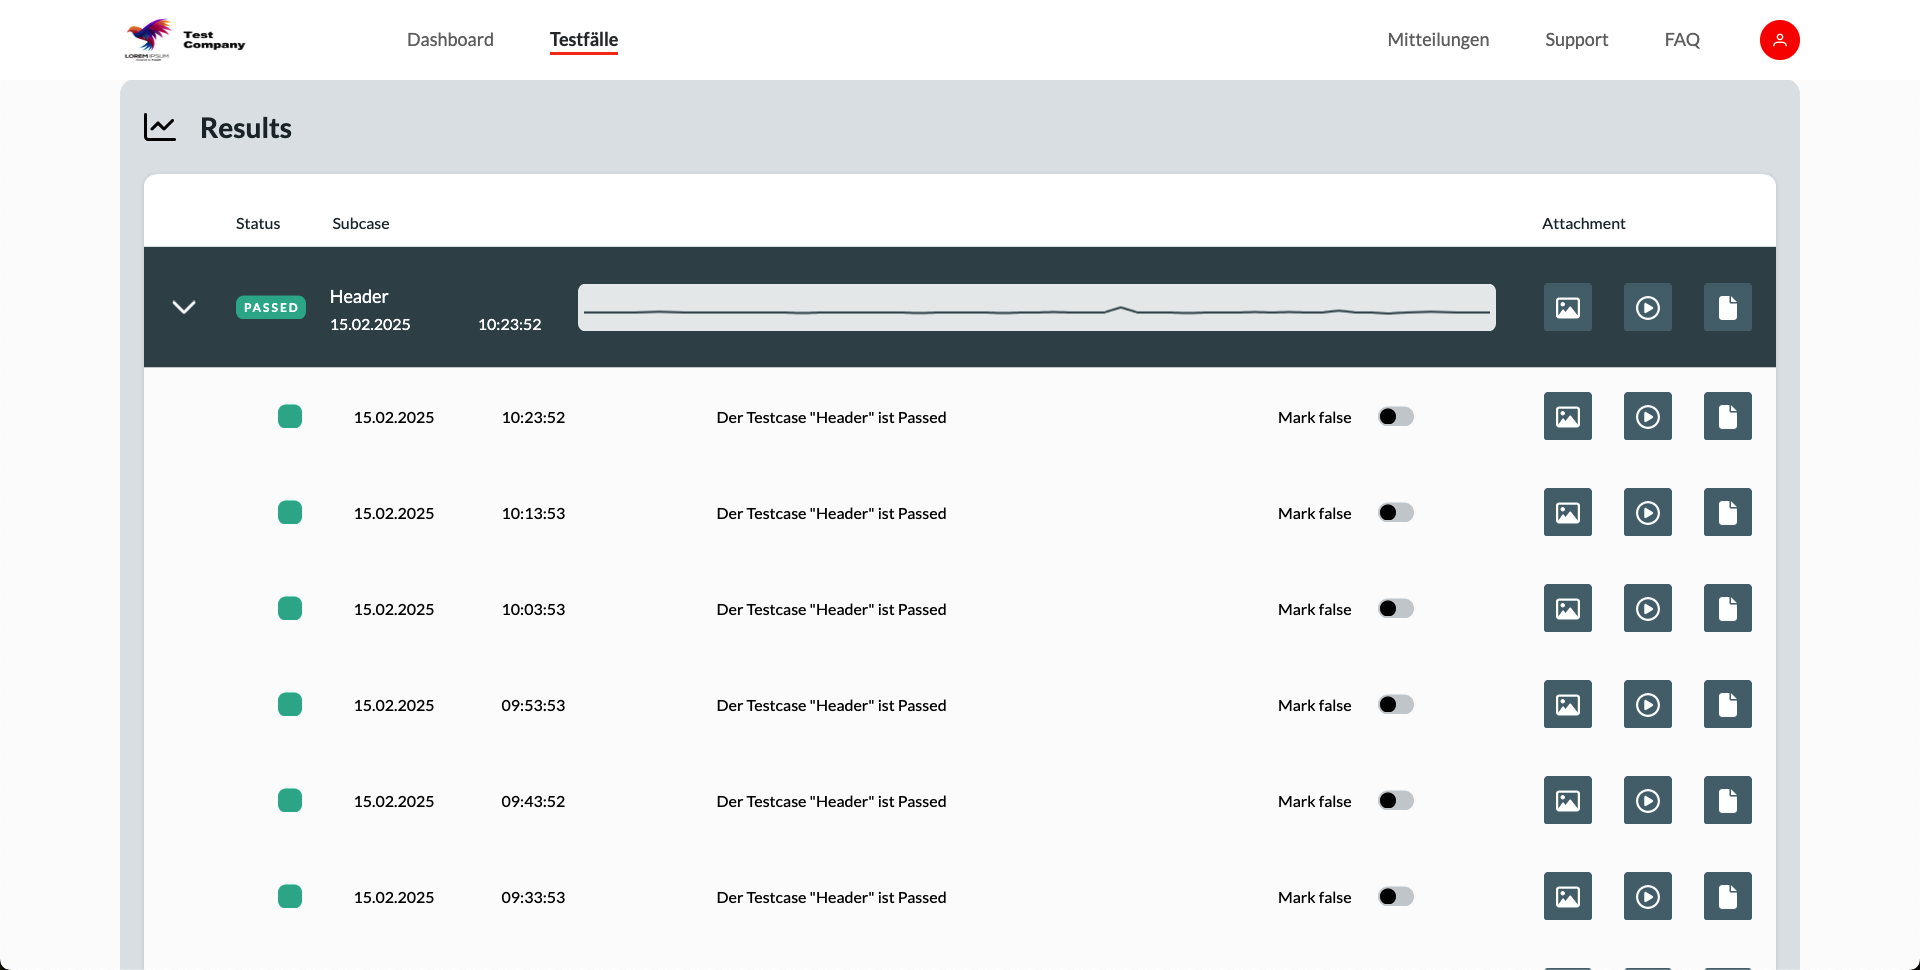 LOREM IPSUM
Test
Company
Dashboard
Testfälle
Mitteilungen
Support
FAQ
Results
Status
Subcase
Attachment
PASSED
Header
15.02.2025
10:23:52
15.02.2025
10:23:52
Der Testcase "Header" ist Passed
Mark false
15.02.2025
10:13:53
Der Testcase "Header" ist Passed
Mark false
15.02.2025
10:03:53
Der Testcase "Header" ist Passed
Mark false
15.02.2025
09:53:53
Der Testcase "Header" ist Passed
Mark false
15.02.2025
09:43:52
Der Testcase "Header" ist Passed
Mark false
15.02.2025
09:33:53
Der Testcase "Header" ist Passed
Mark false